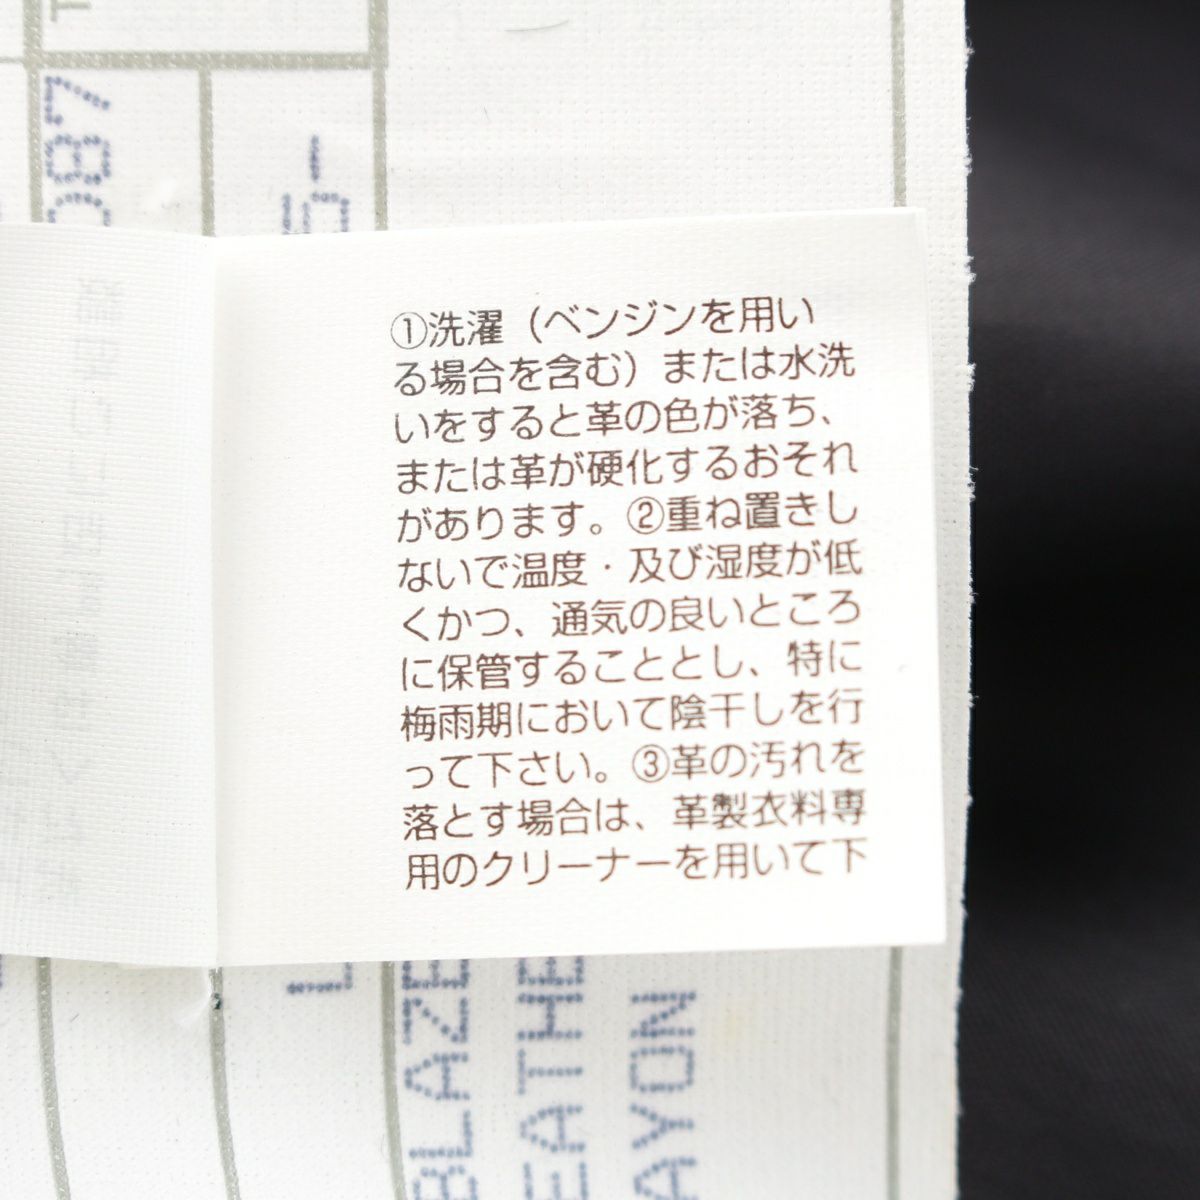 ①洗濯（ベンジンを用い
る場合を含む）または水洗
いをすると革の色が落ち、
または革が硬化するおそれ
があります。②重ね置きし
ないで温度・及び湿度が低
くかつ、通気の良いところ
に保管することとし、特に
梅雨期において陰干しを行
って下さい。③革の汚れを
落とす場合は、革製衣料専
用のクリーナーを用いて下
087
5-
L
BLAZE
EATHE
AYON